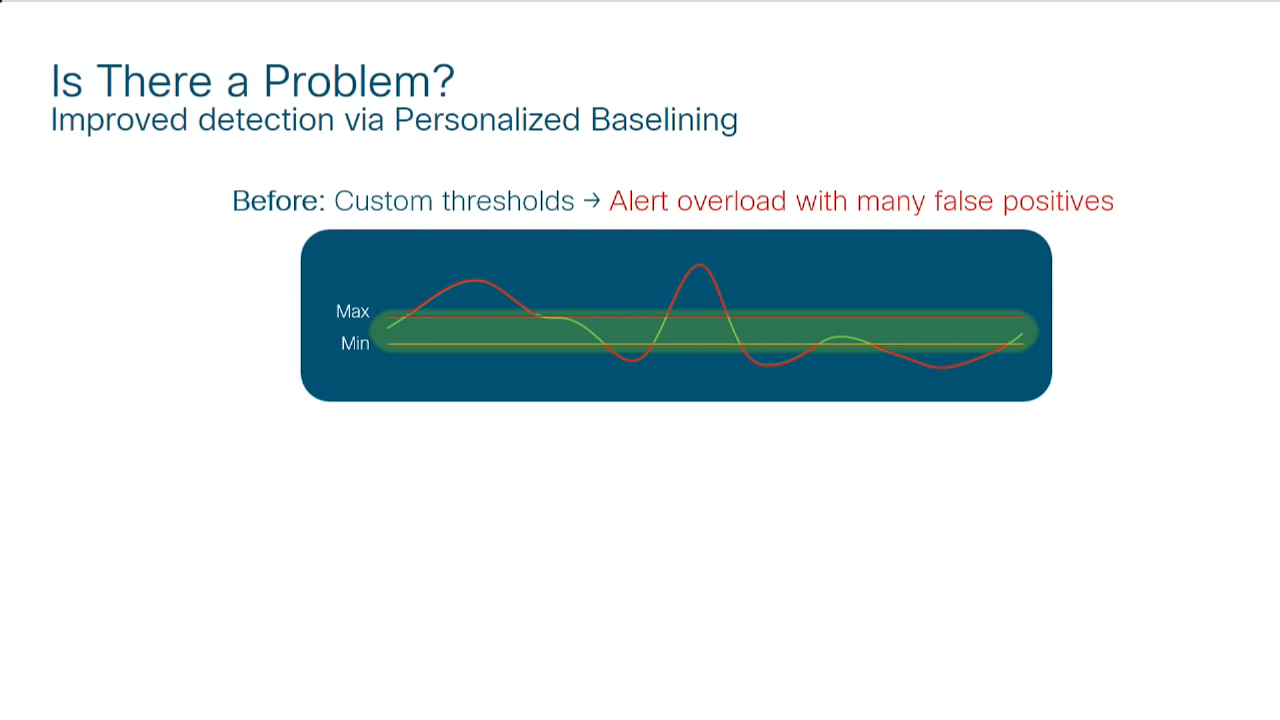 Is There a Problem?
Improved detection via Personalized Baselining
Before: Custom thresholds → Alert overload with many false positives
Max
Min